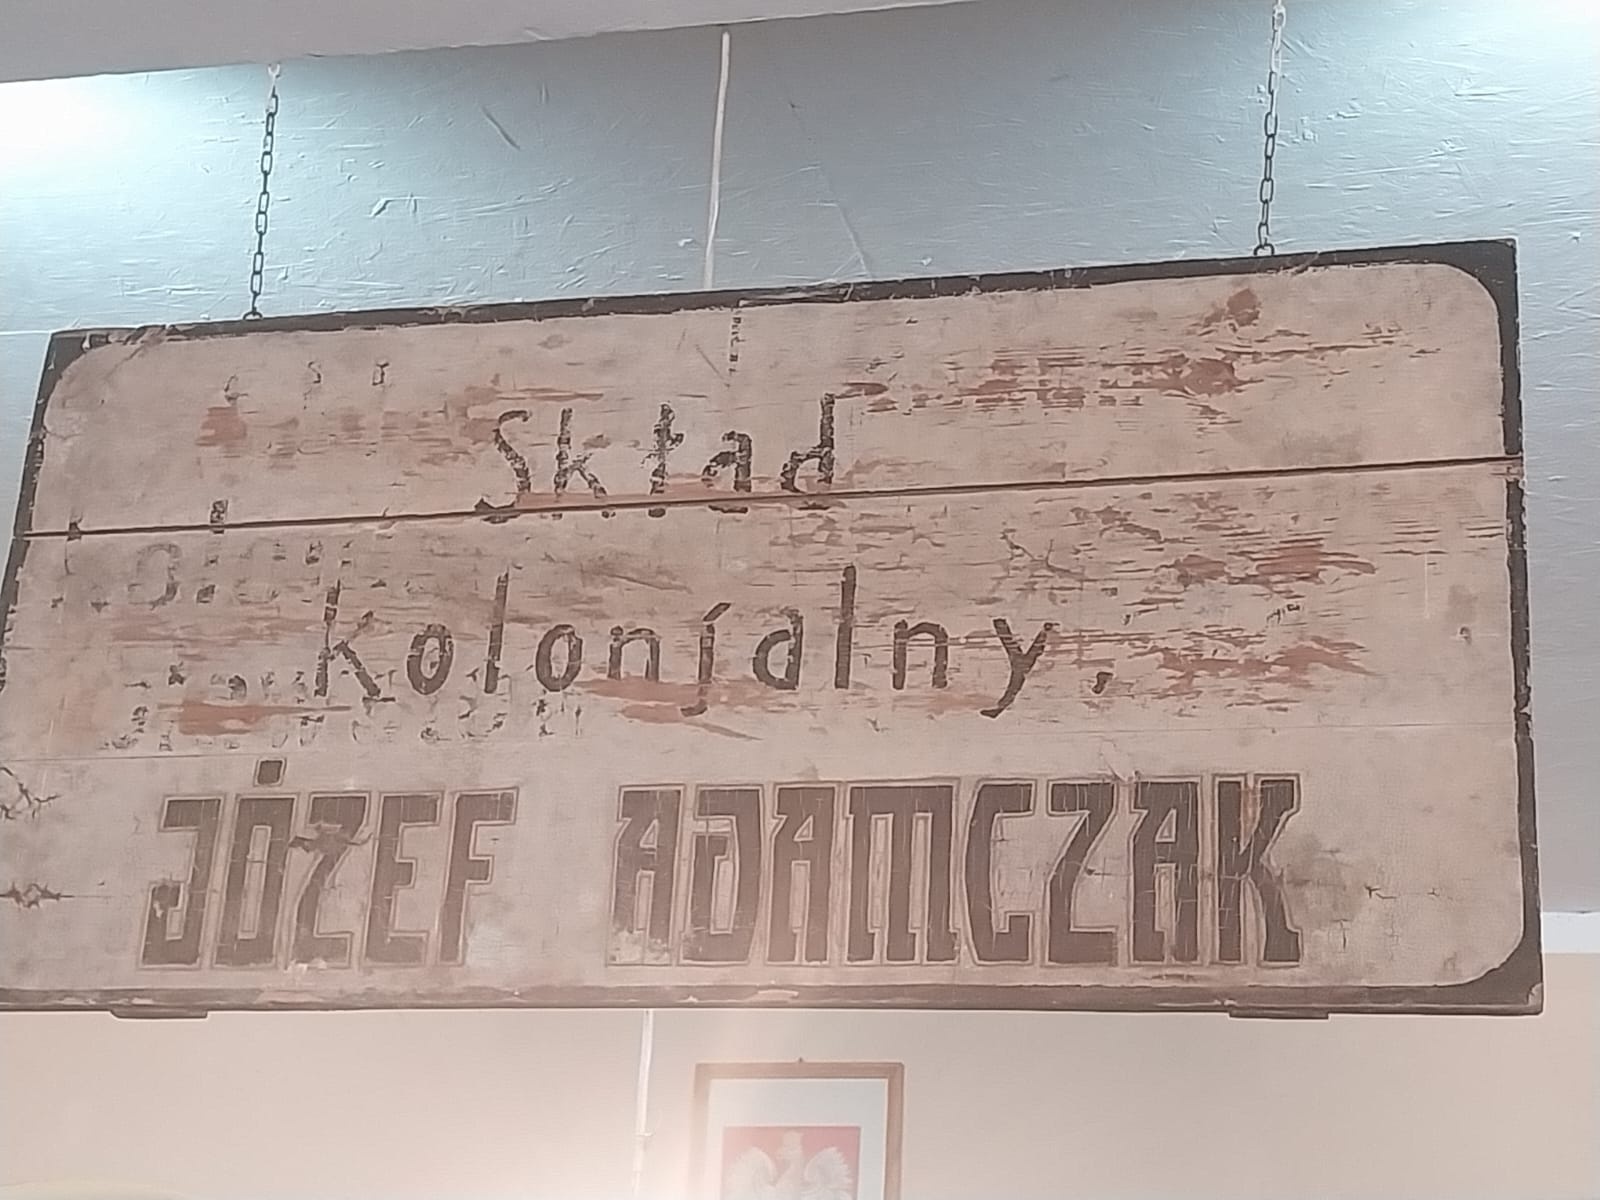 Skład
Kolonjalny,
JÓZEF ADAMCZAK